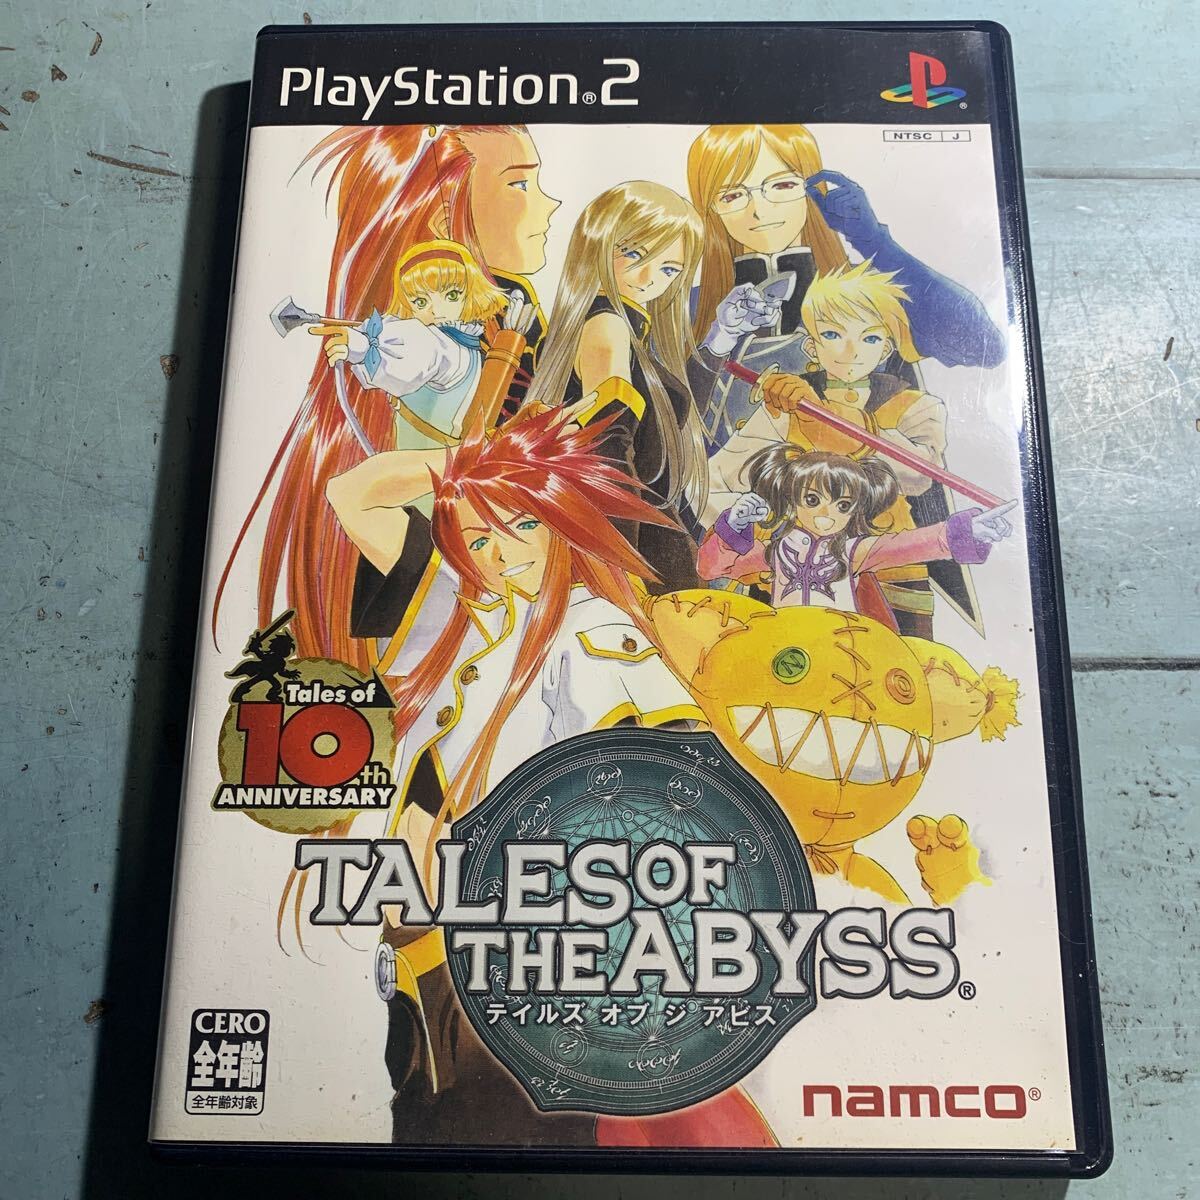 PlayStation®2
NTSC J
Tales of
10th
ANNIVERSARY
TALES OF
THE ABYSS®
テイルズ オブ ジ アビス
CERO
全年齢
全年齢対象
namco®